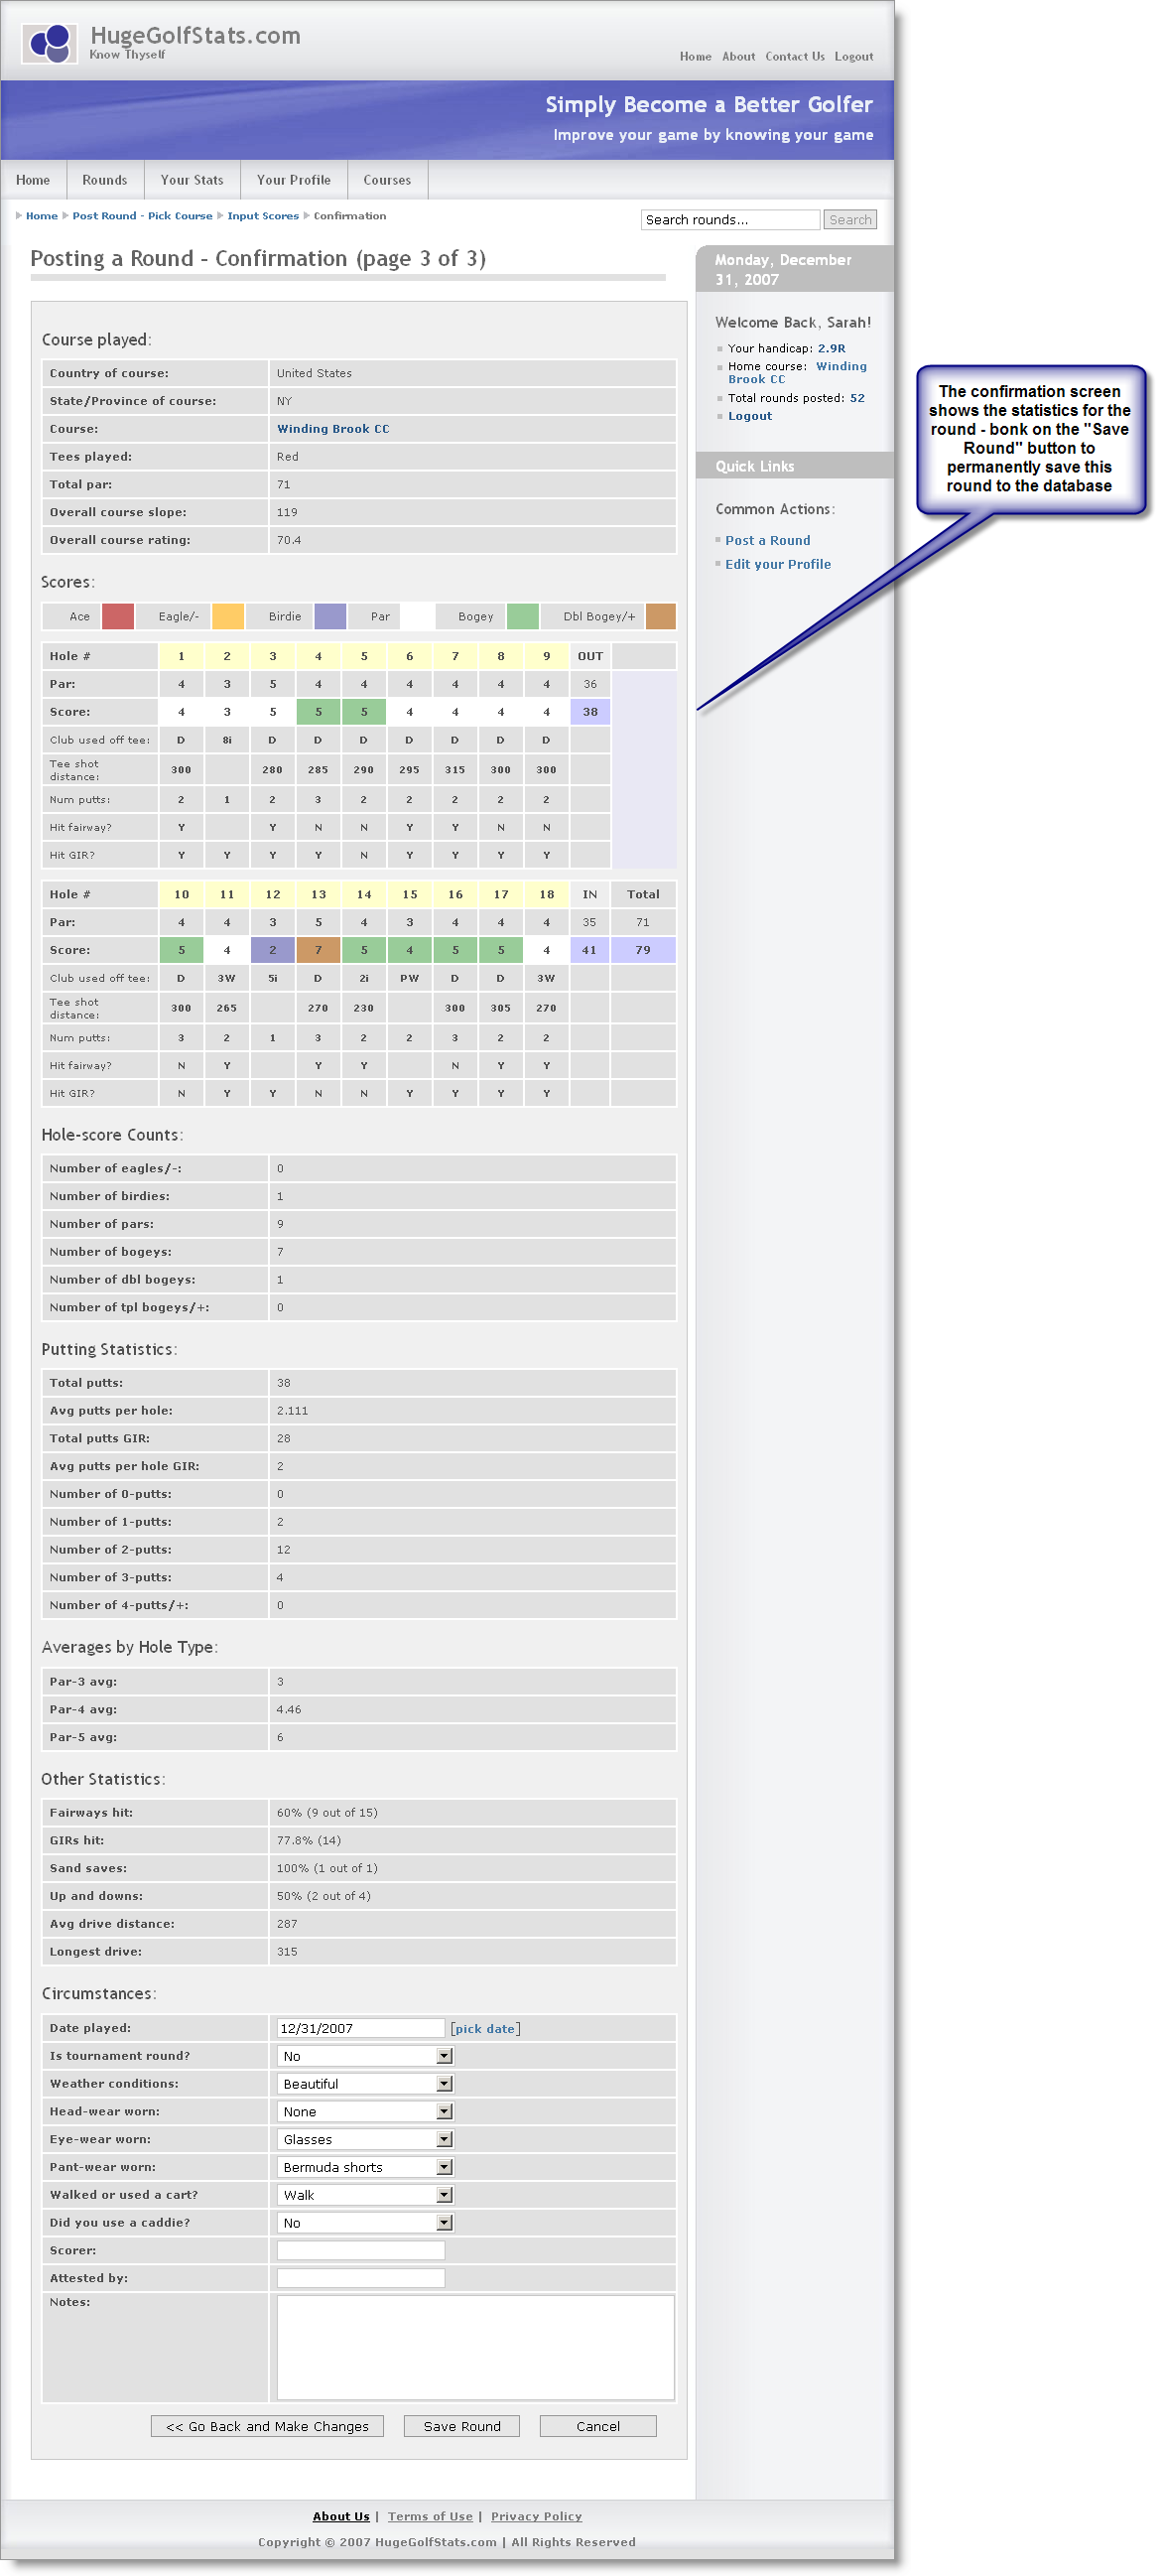 HugeGolfStats.com
Know Thyself
Home About Contact Us Logout
Simply Become a Better Golfer
Improve your game by knowing your game
Home Rounds Your Stats Your Profile Courses
Home Post Round - Pick Course Input Scores Confirmation
Search rounds... Search
Posting a Round - Confirmation (page 3 of 3)
Course played:
Country of course: United States
State/Province of course: NY
Course: Winding Brook CC
Tees played: Red
Total par: 71
Overall course slope: 119
Overall course rating: 70.4
Scores:
Ace Eagle/- Birdie Par Bogey Dbl Bogey/+
Hole # 1 2 3 4 5 6 7 8 9 OUT
Par: 4 3 5 4 4 4 4 4 4 36
Score: 4 3 5 5 5 4 4 4 4 38
Club used off tee: D 8i D D D D D D D
Tee shot
distance: 300 280 285 290 295 315 300 300
Num putts: 2 1 2 3 2 2 2 2 2
Hit fairway? Y Y N N Y Y N N
Hit GIR? Y Y Y Y N Y Y Y Y
Hole # 10 11 12 13 14 15 16 17 18 IN Total
Par: 4 4 3 5 4 3 4 4 4 35 71
Score: 5 4 2 7 5 4 5 5 4 41 79
Club used off tee: D 3W 5i D 2i PW D D 3W
Tee shot
distance: 300 265 270 230 300 305 270
Num putts: 3 2 1 3 2 2 3 2 2
Hit fairway? N Y Y Y N Y Y
Hit GIR? N Y Y N N Y Y Y Y
Hole-score Counts:
Number of eagles/-: 0
Number of birdies: 1
Number of pars: 9
Number of bogeys: 7
Number of dbl bogeys: 1
Number of tpl bogeys/+: 0
Putting Statistics:
Total putts: 38
Avg putts per hole: 2.111
Total putts GIR: 28
Avg putts per hole GIR: 2
Number of 0-putts: 0
Number of 1-putts: 2
Number of 2-putts: 12
Number of 3-putts: 4
Number of 4-putts/+: 0
Averages by Hole Type:
Par-3 avg: 3
Par-4 avg: 4.46
Par-5 avg: 6
Other Statistics:
Fairways hit: 60% (9 out of 15)
GIRs hit: 77.8% (14)
Sand saves: 100% (1 out of 1)
Up and downs: 50% (2 out of 4)
Avg drive distance: 287
Longest drive: 315
Circumstances:
Date played: 12/31/2007 [pick date]
Is tournament round? No
Weather conditions: Beautiful
Head-wear worn: None
Eye-wear worn: Glasses
Pant-wear worn: Bermuda shorts
Walked or used a cart? Walk
Did you use a caddie? No
Scorer:
Attested by:
Notes:
<< Go Back and Make Changes Save Round Cancel
Monday, December
31, 2007
Welcome Back, Sarah!
Your handicap: 2.9R
Home course: Winding
Brook CC
Total rounds posted: 52
Logout
Quick Links
Common Actions:
Post a Round
Edit your Profile
The confirmation screen
shows the statistics for the
round - bonk on the "Save
Round" button to
permanently save this
round to the database
About Us | Terms of Use | Privacy Policy
Copyright © 2007 HugeGolfStats.com | All Rights Reserved